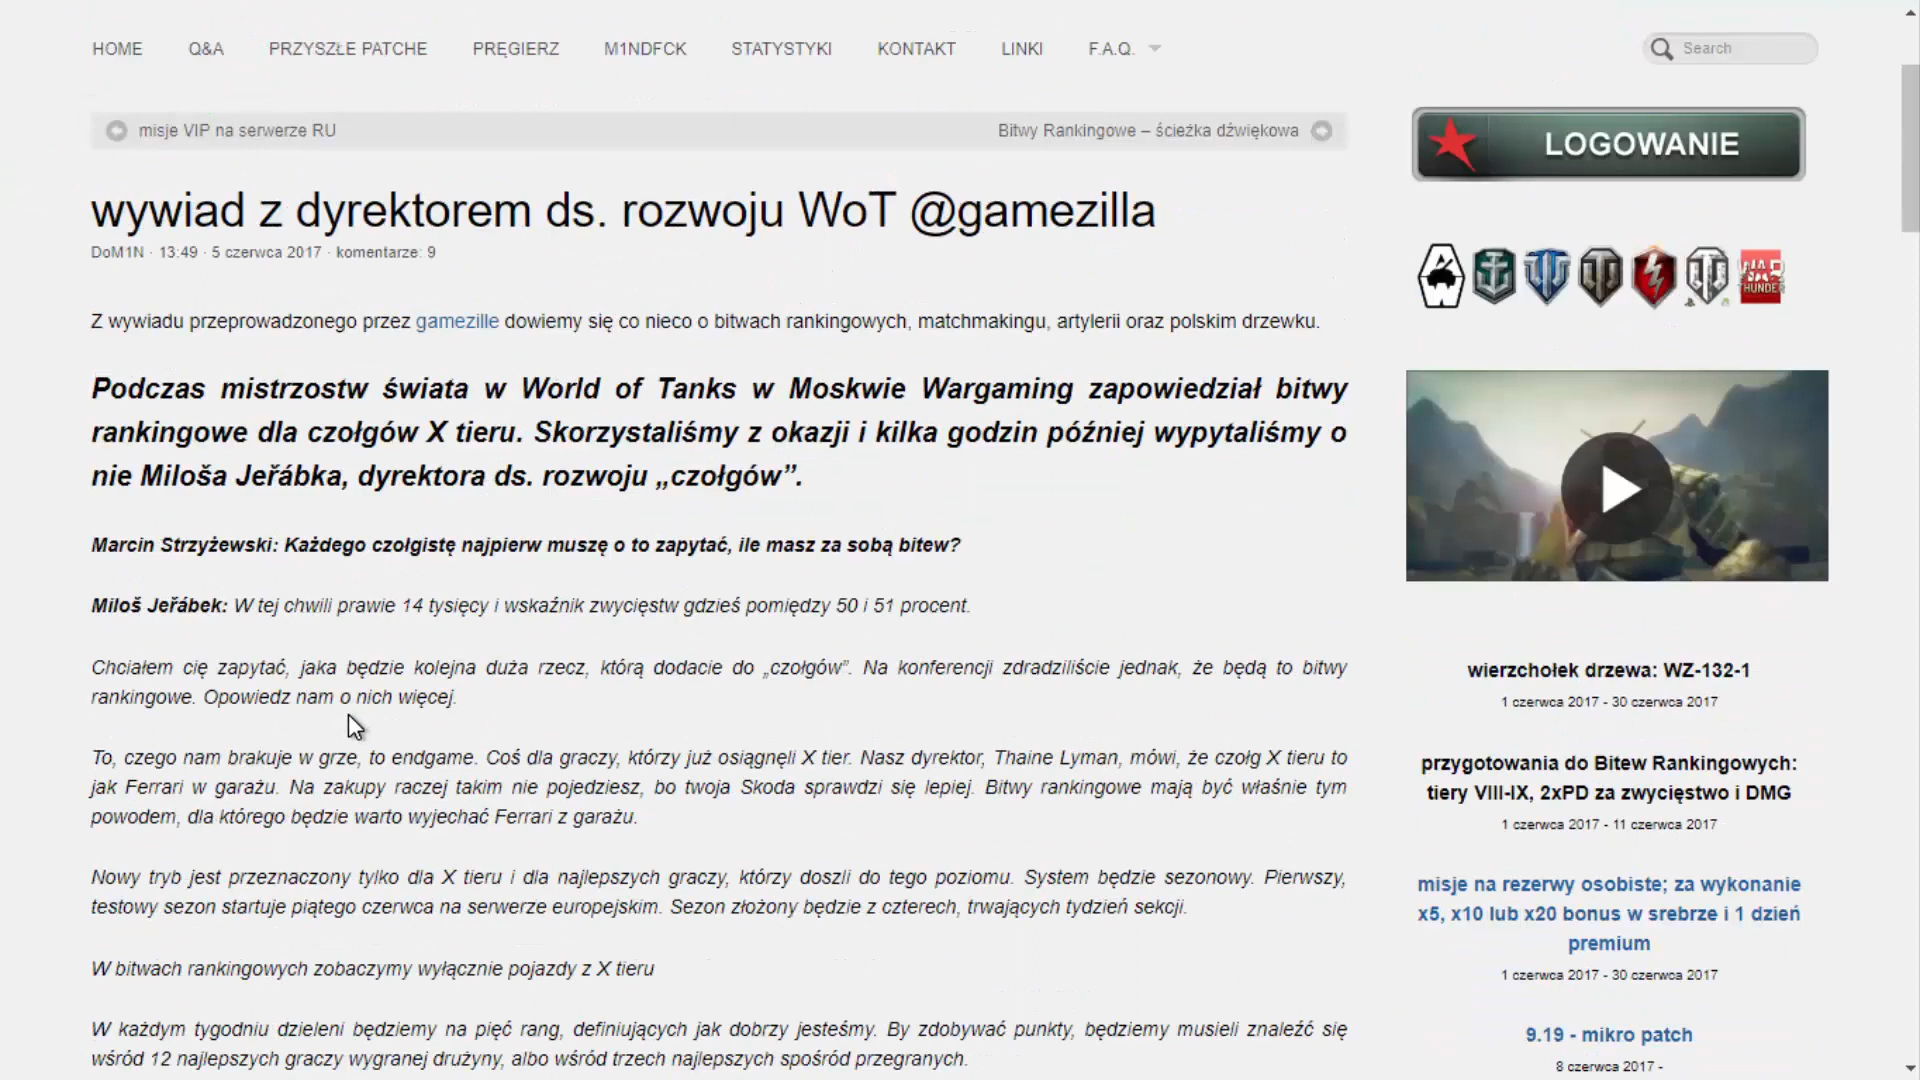 HOME Q&A PRZYSZŁE PATCHE PRĘGIERZ M1NDFCK STATYSTYKI KONTAKT LINKI F.A.Q.
Search
misje VIP na serwerze RU
Bitwy Rankingowe – ścieżka dźwiękowa
wywiad z dyrektorem ds. rozwoju WoT @gamezilla
DoM1N · 13:49 · 5 czerwca 2017 · komentarze: 9
Z wywiadu przeprowadzonego przez gamezille dowiemy się co nieco o bitwach rankingowych, matchmakingu, artylerii oraz polskim drzewku.
Podczas mistrzostw świata w World of Tanks w Moskwie Wargaming zapowiedział bitwy
rankingowe dla czołgów X tieru. Skorzystaliśmy z okazji i kilka godzin później wypytaliśmy o
nie Miloša Jeřábka, dyrektora ds. rozwoju „czołgów”.
Marcin Strzyżewski: Każdego czołgistę najpierw muszę o to zapytać, ile masz za sobą bitew?
Miloš Jeřábek: W tej chwili prawie 14 tysięcy i wskaźnik zwycięstw gdzieś pomiędzy 50 i 51 procent.
Chciałem cię zapytać, jaka będzie kolejna duża rzecz, którą dodacie do „czołgów”. Na konferencji zdradziliście jednak, że będą to bitwy
rankingowe. Opowiedz nam o nich więcej.
To, czego nam brakuje w grze, to endgame. Coś dla graczy, którzy już osiągnęli X tier. Nasz dyrektor, Thaine Lyman, mówi, że czołg X tieru to
jak Ferrari w garażu. Na zakupy raczej takim nie pojedziesz, bo twoja Skoda sprawdzi się lepiej. Bitwy rankingowe mają być właśnie tym
powodem, dla którego będzie warto wyjechać Ferrari z garażu.
Nowy tryb jest przeznaczony tylko dla X tieru i dla najlepszych graczy, którzy doszli do tego poziomu. System będzie sezonowy. Pierwszy,
testowy sezon startuje piątego czerwca na serwerze europejskim. Sezon złożony będzie z czterech, trwających tydzień sekcji.
W bitwach rankingowych zobaczymy wyłącznie pojazdy z X tieru
W każdym tygodniu dzieleni będziemy na pięć rang, definiujących jak dobrzy jesteśmy. By zdobywać punkty, będziemy musieli znaleźć się
wśród 12 najlepszych graczy wygranej drużyny, albo wśród trzech najlepszych spośród przegranych.
LOGOWANIE
WAR
THUNDER
wierzchołek drzewa: WZ-132-1
1 czerwca 2017 - 30 czerwca 2017
przygotowania do Bitew Rankingowych:
tiery VIII-IX, 2xPD za zwycięstwo i DMG
1 czerwca 2017 - 11 czerwca 2017
misje na rezerwy osobiste; za wykonanie
x5, x10 lub x20 bonus w srebrze i 1 dzień
premium
1 czerwca 2017 - 30 czerwca 2017
9.19 - mikro patch
8 czerwca 2017 -